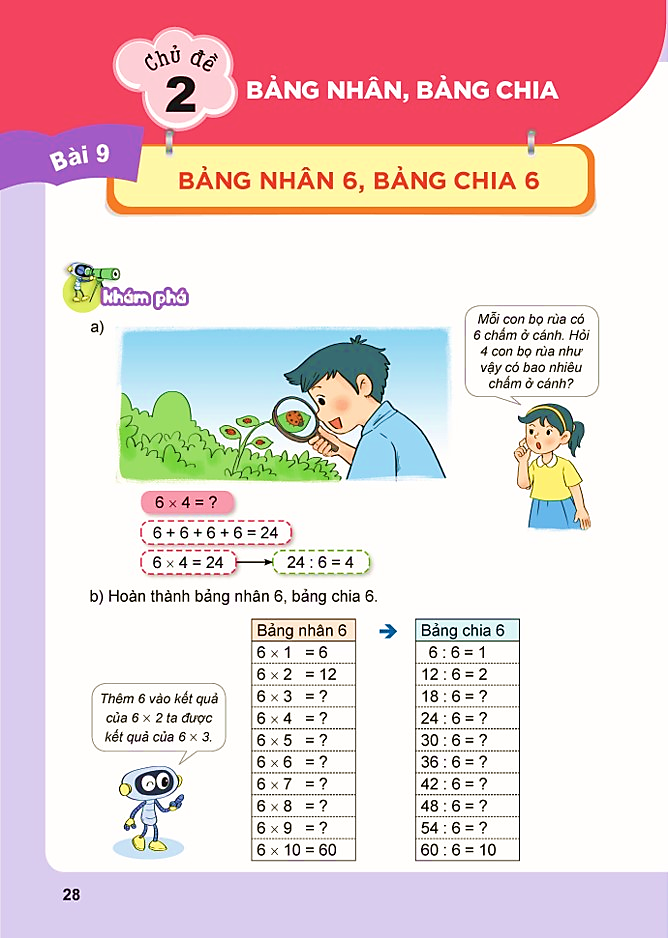 Chủ đề
2
BẢNG NHÂN, BẢNG CHIA
Bài 9
BẢNG NHÂN 6, BẢNG CHIA 6
Khám phá
a)
Mỗi con bọ rùa có
6 chấm ở cánh. Hỏi
4 con bọ rùa như
vậy có bao nhiêu
chấm ở cánh?
6 × 4 = ?
6 + 6 + 6 + 6 = 24
6 × 4 = 24
24 : 6 = 4
b) Hoàn thành bảng nhân 6, bảng chia 6.
Bảng nhân 6
6 × 1 = 6
6 × 2 = 12
6 × 3 = ?
6 × 4 = ?
6 × 5 = ?
6 × 6 = ?
6 × 7 = ?
6 × 8 = ?
6 × 9 = ?
6 × 10 = 60
Bảng chia 6
6 : 6 = 1
12 : 6 = 2
18 : 6 = ?
24 : 6 = ?
30 : 6 = ?
36 : 6 = ?
42 : 6 = ?
48 : 6 = ?
54 : 6 = ?
60 : 6 = 10
Thêm 6 vào kết quả
của 6 × 2 ta được
kết quả của 6 × 3.
28